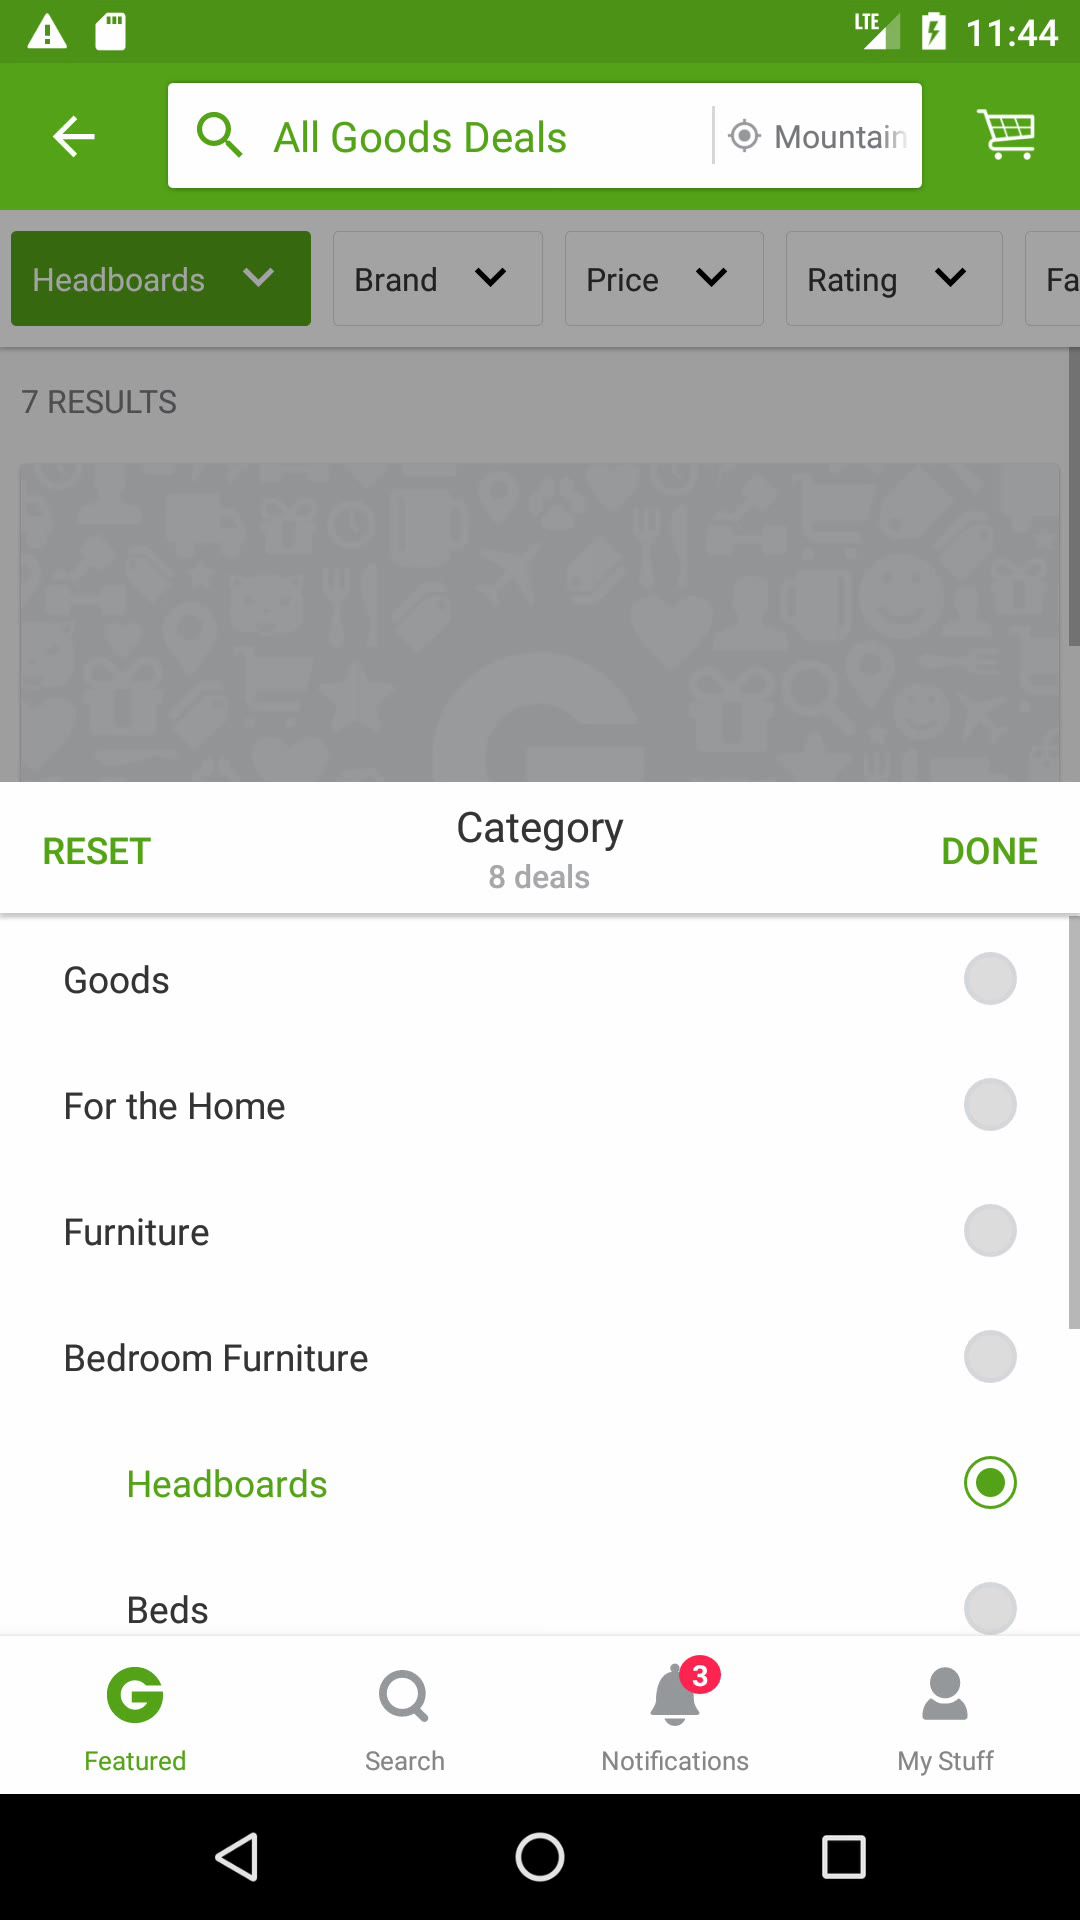 LTE 11:44
All Goods Deals Mountain
Headboards Brand Price Rating Fa
7 RESULTS
RESET Category DONE
8 deals
Goods
For the Home
Furniture
Bedroom Furniture
Headboards
Beds
3
Featured Search Notifications My Stuff